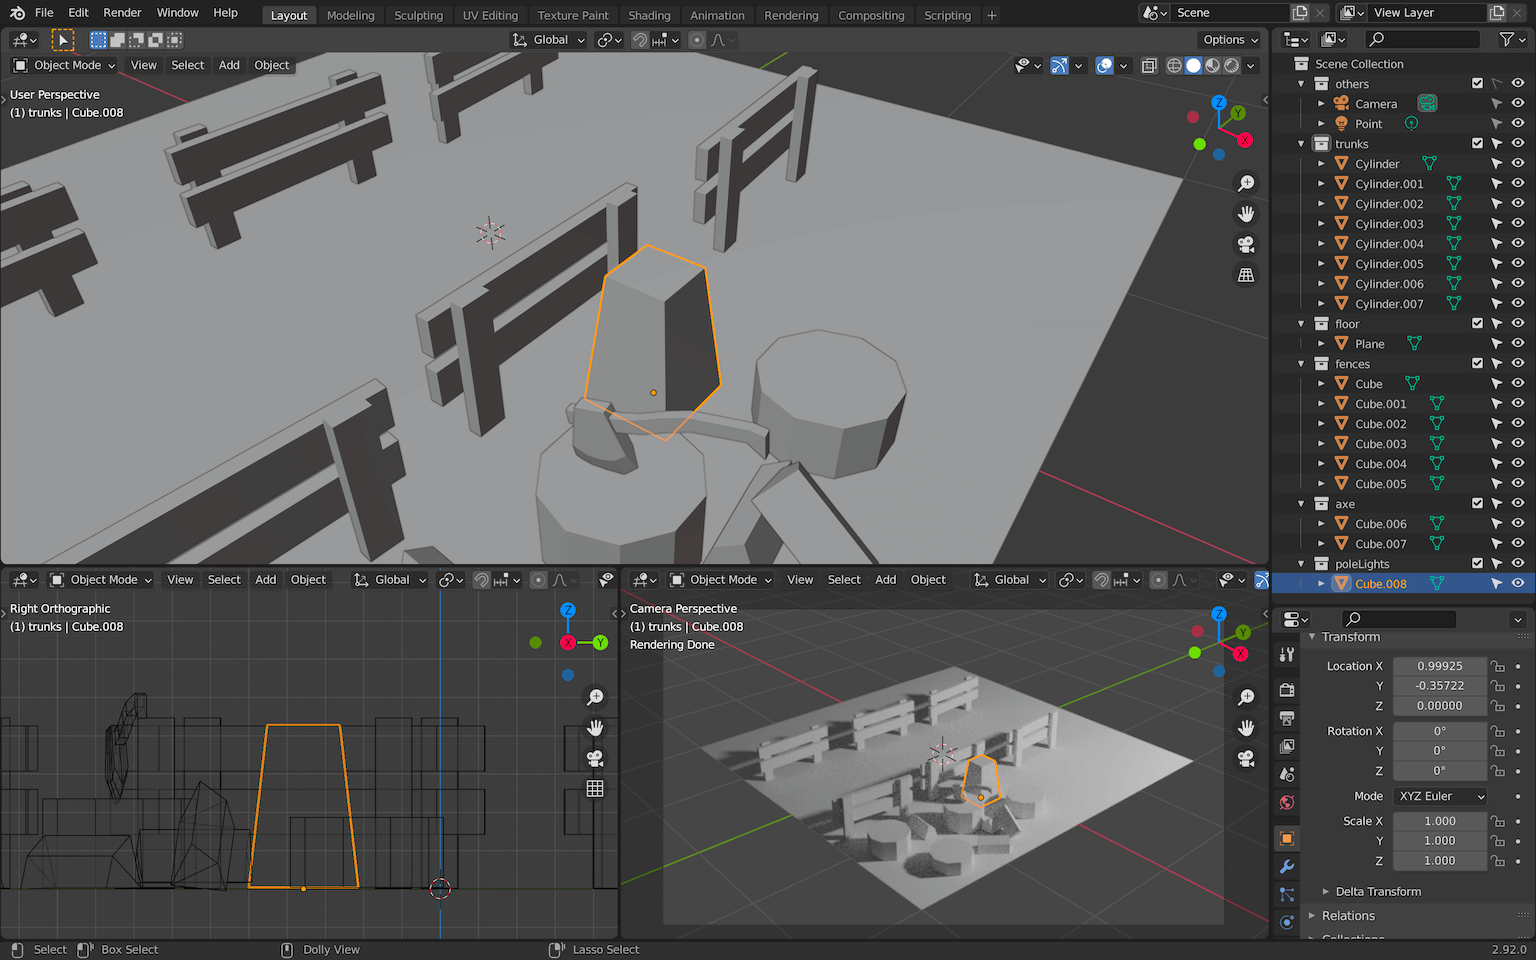 File Edit Render Window Help Layout Modeling Sculpting UV Editing Texture Paint Shading Animation Rendering Compositing Scripting + Scene View Layer
Global Options
Object Mode View Select Add Object
User Perspective
(1) trunks | Cube.008
Z
Y
X
Scene Collection
others
Camera
Point
trunks
Cylinder
Cylinder.001
Cylinder.002
Cylinder.003
Cylinder.004
Cylinder.005
Cylinder.006
Cylinder.007
floor
Plane
fences
Cube
Cube.001
Cube.002
Cube.003
Cube.004
Cube.005
axe
Cube.006
Cube.007
poleLights
Cube.008
Object Mode View Select Add Object Global
Right Orthographic
(1) trunks | Cube.008
Z
X Y
Object Mode View Select Add Object Global
Camera Perspective
(1) trunks | Cube.008
Rendering Done
Z
Y
X
Transform
Location X 0.99925
Y -0.35722
Z 0.00000
Rotation X 0°
Y 0°
Z 0°
Mode XYZ Euler
Scale X 1.000
Y 1.000
Z 1.000
Delta Transform
Relations
Collections
Select Box Select Dolly View Lasso Select 2.92.0